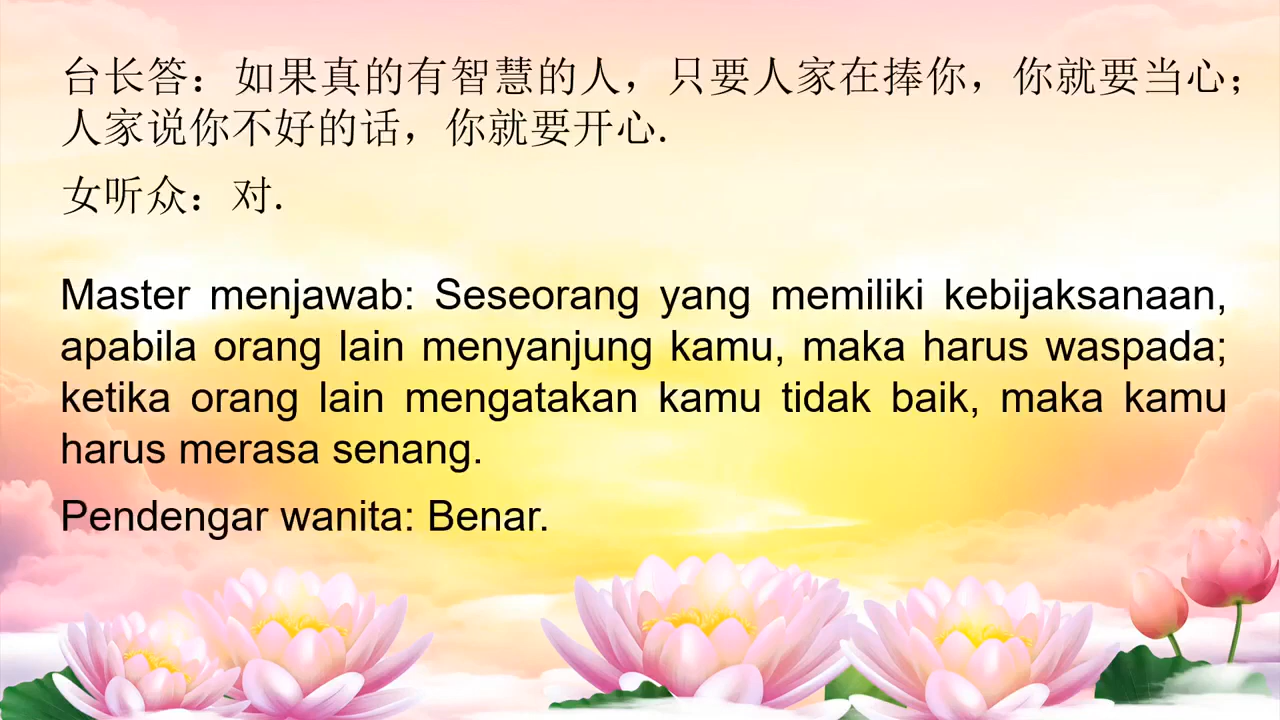 台长答：如果真的有智慧的人，只要人家在捧你，你就要当心；
人家说你不好的话，你就要开心.
女听众：对.
Master menjawab: Seseorang yang memiliki kebijaksanaan,
apabila orang lain menyanjung kamu, maka harus waspada;
ketika orang lain mengatakan kamu tidak baik, maka kamu
harus merasa senang.
Pendengar wanita: Benar.